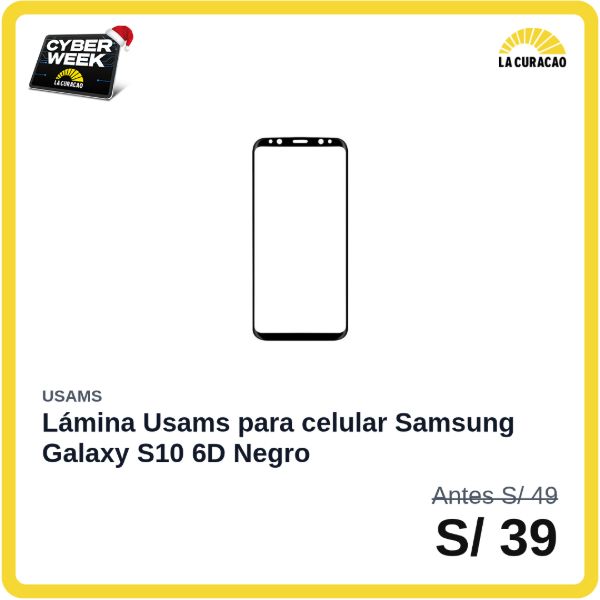 CYBER
WEEK
LA CURACAO
LA CURACAO
USAMS
Lámina Usams para celular Samsung
Galaxy S10 6D Negro
Antes S/ 49
S/ 39